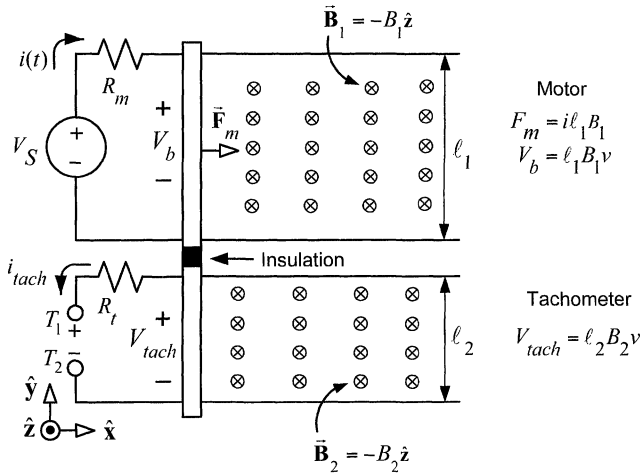 B⃗₁ = −B₁ẑ
i(t)
R_m
+
V_b
−
F⃗_m
V_S
+
−
ℓ₁
Motor
F_m = iℓ₁B₁
V_b = ℓ₁B₁v
Insulation
i_tach
R_t
T₁
+
−
T₂
+
V_tach
−
ℓ₂
Tachometer
V_tach = ℓ₂B₂v
ŷ
ẑ
x̂
B⃗₂ = −B₂ẑ